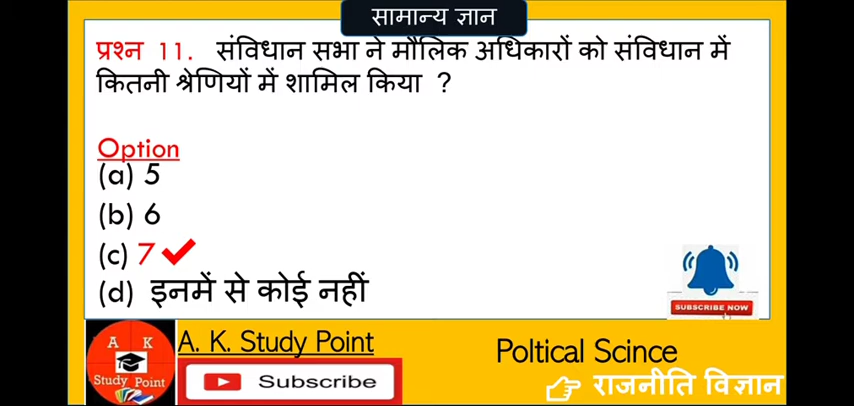 सामान्य ज्ञान
प्रश्न 11. संविधान सभा ने मौलिक अधिकारों को संविधान में
कितनी श्रेणियों में शामिल किया ?
Option
(a) 5
(b) 6
(c) 7
(d) इनमें से कोई नहीं
SUBSCRIBE NOW
A K
Study Point
A. K. Study Point
Subscribe
Poltical Scince
राजनीति विज्ञान